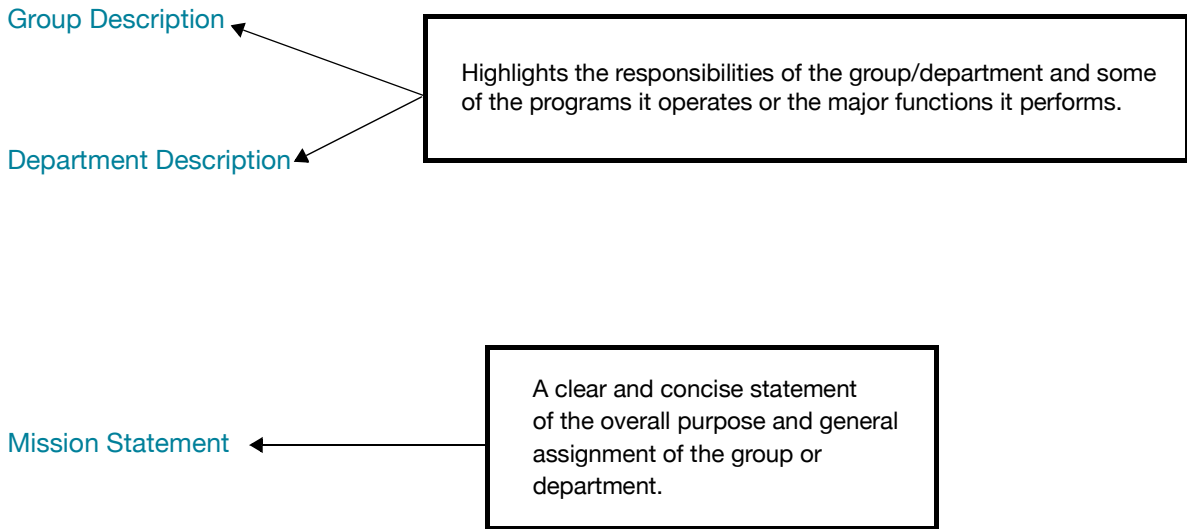 Group Description
Highlights the responsibilities of the group/department and some
of the programs it operates or the major functions it performs.
Department Description
A clear and concise statement
of the overall purpose and general
Mission Statement
assignment of the group or
department.